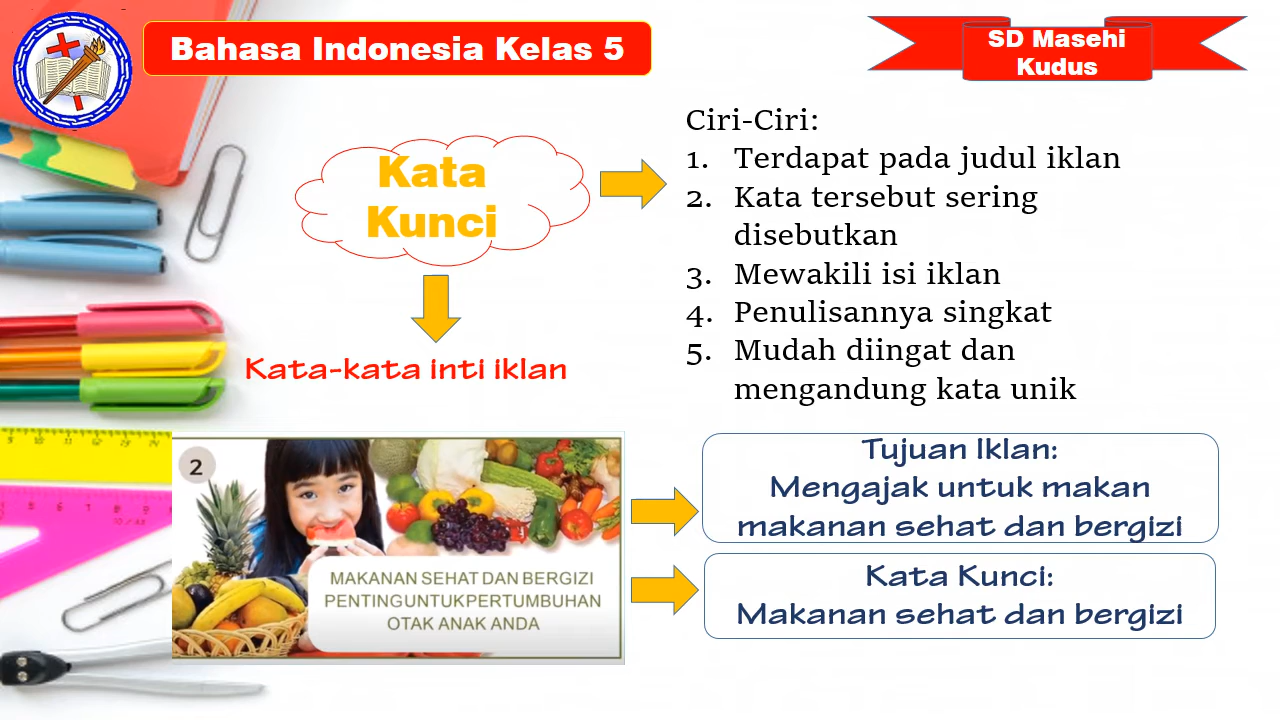 Bahasa Indonesia Kelas 5
SD Masehi
Kudus
Kata
Kunci
Ciri-Ciri:
1. Terdapat pada judul iklan
2. Kata tersebut sering
disebutkan
3. Mewakili isi iklan
4. Penulisannya singkat
5. Mudah diingat dan
mengandung kata unik
Kata-kata inti iklan
2
MAKANAN SEHAT DAN BERGIZI
PENTINGUNTUKPERTUMBUHAN
OTAK ANAK ANDA
Tujuan Iklan:
Mengajak untuk makan
makanan sehat dan bergizi
Kata Kunci:
Makanan sehat dan bergizi